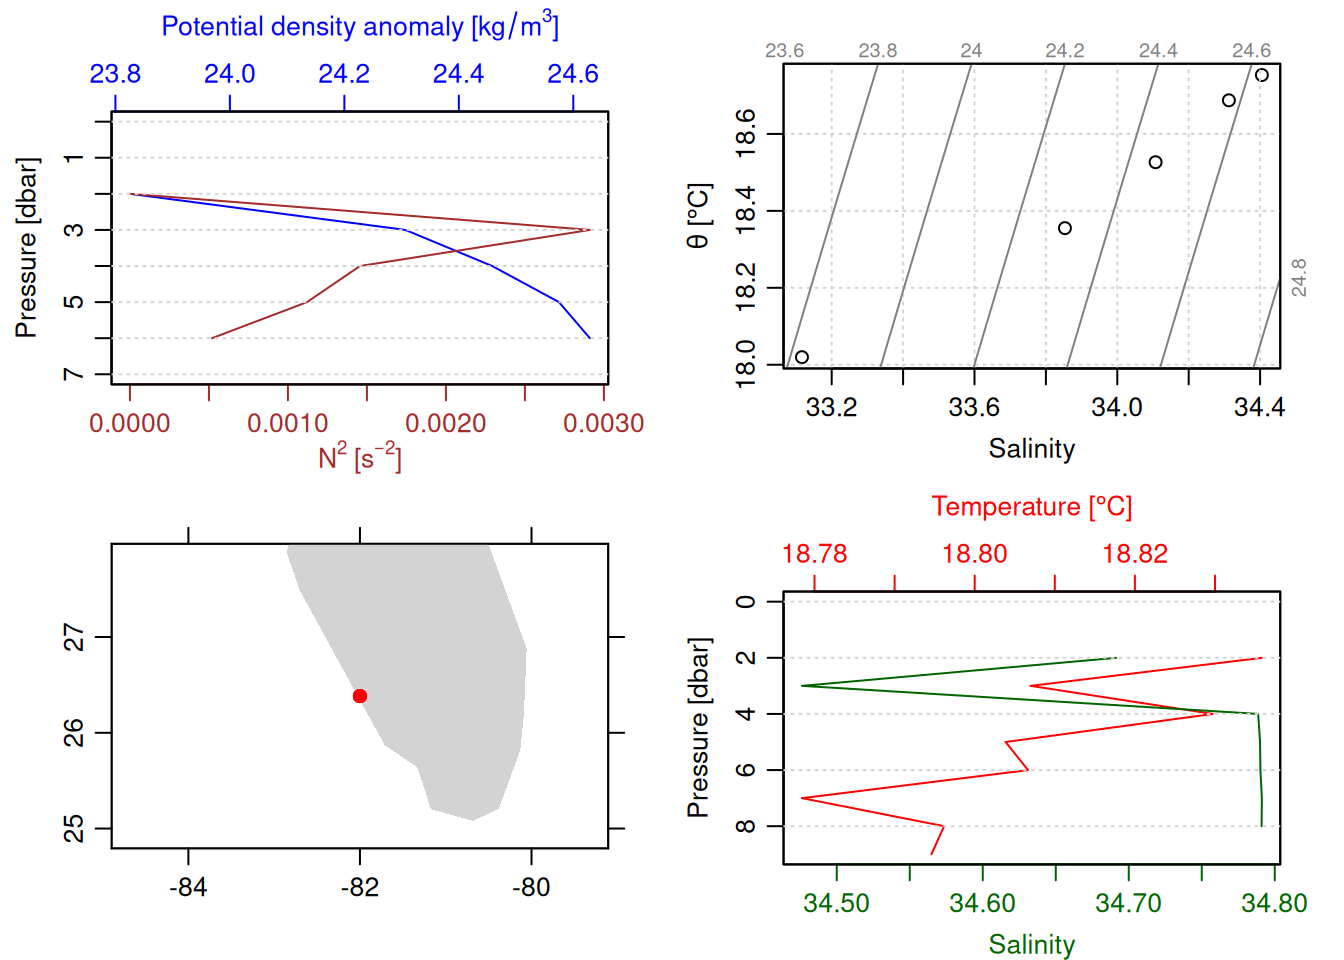 Potential density anomaly [kg/m³]
23.8 24.0 24.2 24.4 24.6
Pressure [dbar]
1
3
5
7
0.0000 0.0010 0.0020 0.0030
N² [s⁻²]
23.6 23.8 24 24.2 24.4 24.6
24.8
θ [°C]
18.6
18.4
18.2
18.0
33.2 33.6 34.0 34.4
Salinity
27
26
25
-84 -82 -80
Temperature [°C]
18.78 18.80 18.82
Pressure [dbar]
0
2
4
6
8
34.50 34.60 34.70 34.80
Salinity